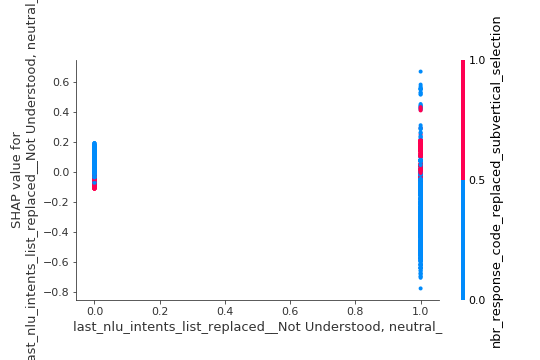 SHAP value for
last_nlu_intents_list_replaced__Not Understood, neutral_
0.6
0.4
0.2
0.0
−0.2
−0.4
−0.6
−0.8
0.0 0.2 0.4 0.6 0.8 1.0
last_nlu_intents_list_replaced__Not Understood, neutral_
1.0
0.5
0.0
nbr_response_code_replaced_subvertical_selection